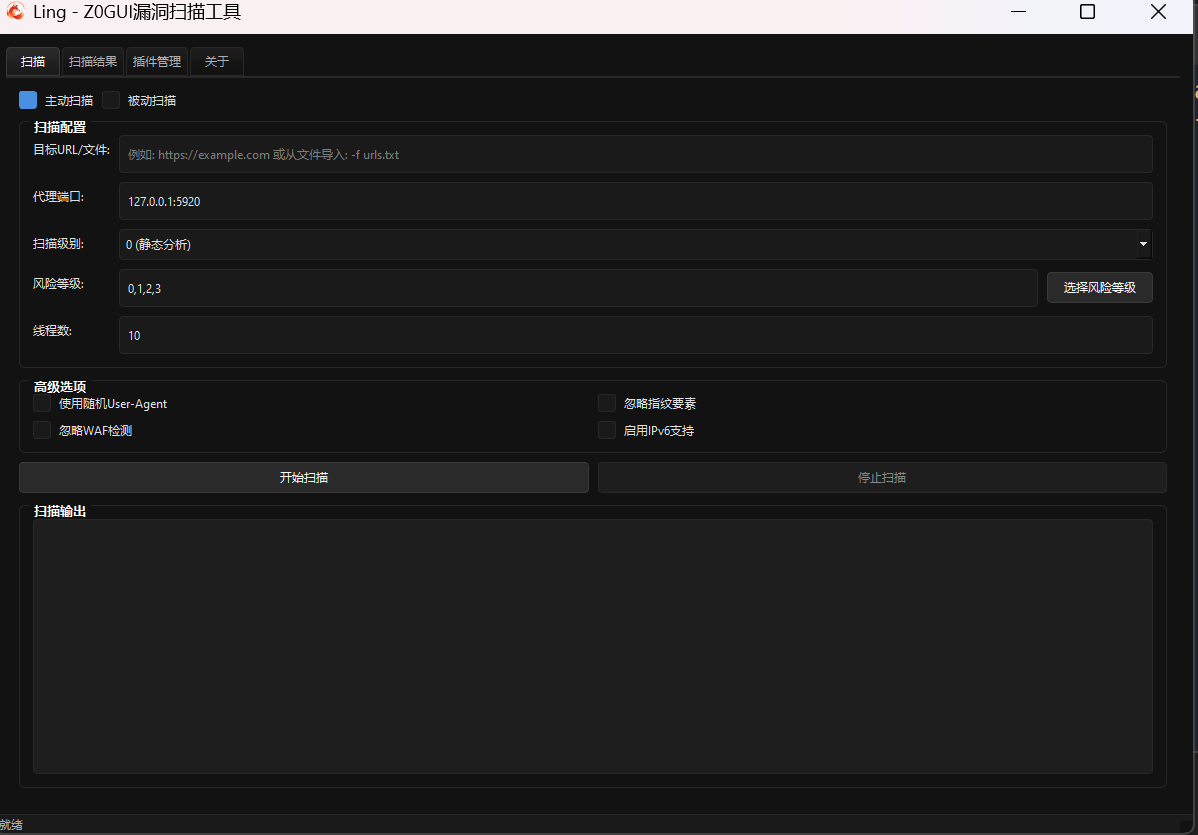 Ling - Z0GUI漏洞扫描工具
扫描 扫描结果 插件管理 关于
主动扫描 被动扫描
扫描配置
目标URL/文件: 例如: https://example.com 或从文件导入: -f urls.txt
代理端口: 127.0.0.1:5920
扫描级别: 0 (静态分析)
风险等级: 0,1,2,3 选择风险等级
线程数: 10
高级选项
使用随机User-Agent 忽略指纹要素
忽略WAF检测 启用IPv6支持
开始扫描 停止扫描
扫描输出
就绪